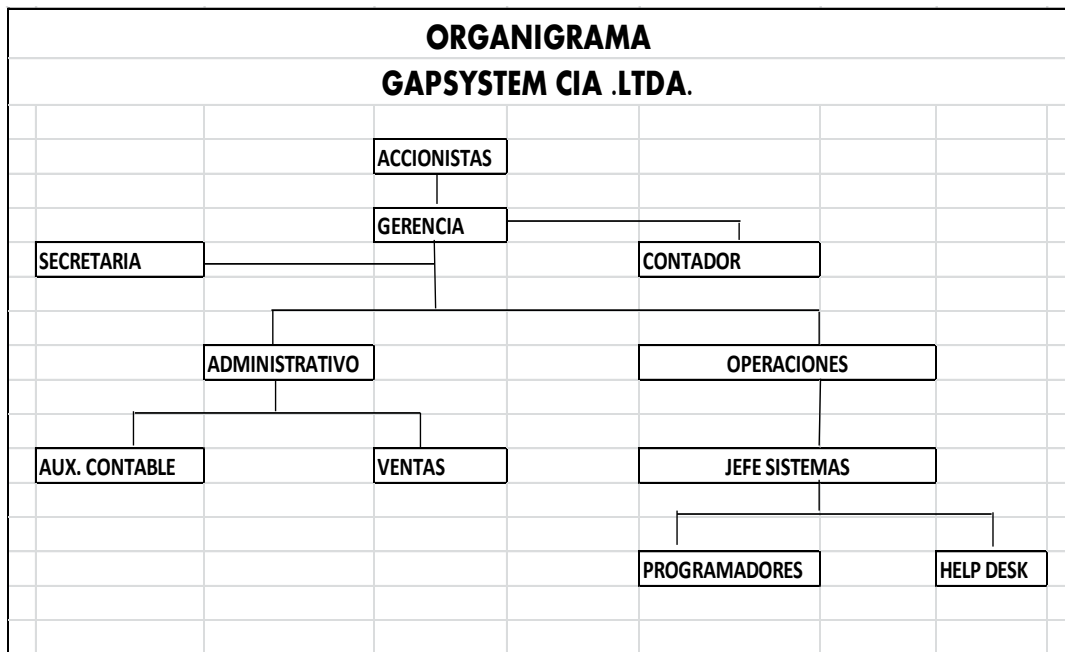 ORGANIGRAMA
GAPSYSTEM CIA .LTDA.
ACCIONISTAS
GERENCIA
SECRETARIA
CONTADOR
ADMINISTRATIVO
OPERACIONES
AUX. CONTABLE
VENTAS
JEFE SISTEMAS
PROGRAMADORES
HELP DESK